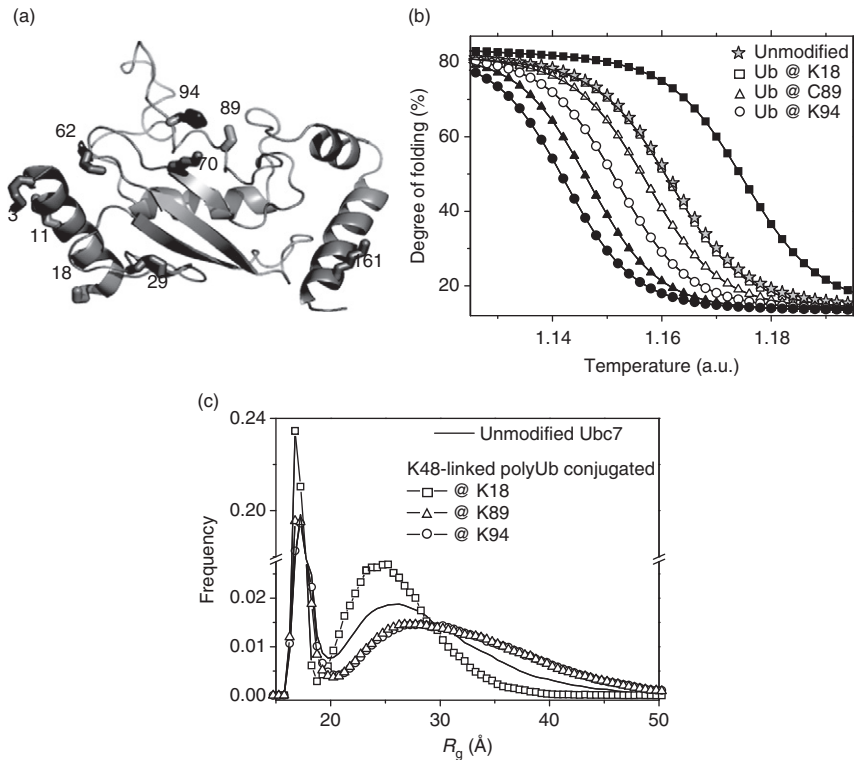 (a)
94
89
62
70
3
11
18
29
161
(b)
Degree of folding (%)
80
60
40
20
Unmodified
Ub @ K18
Ub @ C89
Ub @ K94
1.14
1.16
1.18
Temperature (a.u.)
(c)
Frequency
0.24
0.20
0.02
0.01
0.00
Unmodified Ubc7
K48-linked polyUb conjugated
@ K18
@ K89
@ K94
20
30
40
50
Rg (Å)